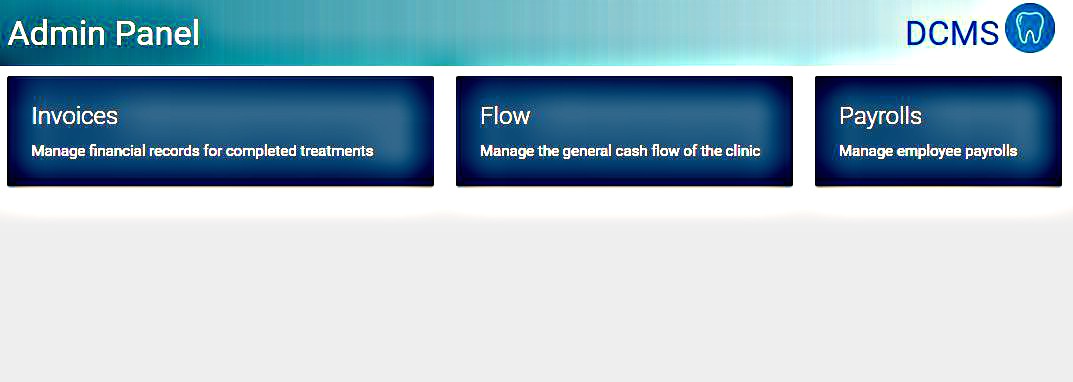 Admin Panel
DCMS
Invoices
Manage financial records for completed treatments
Flow
Manage the general cash flow of the clinic
Payrolls
Manage employee payrolls